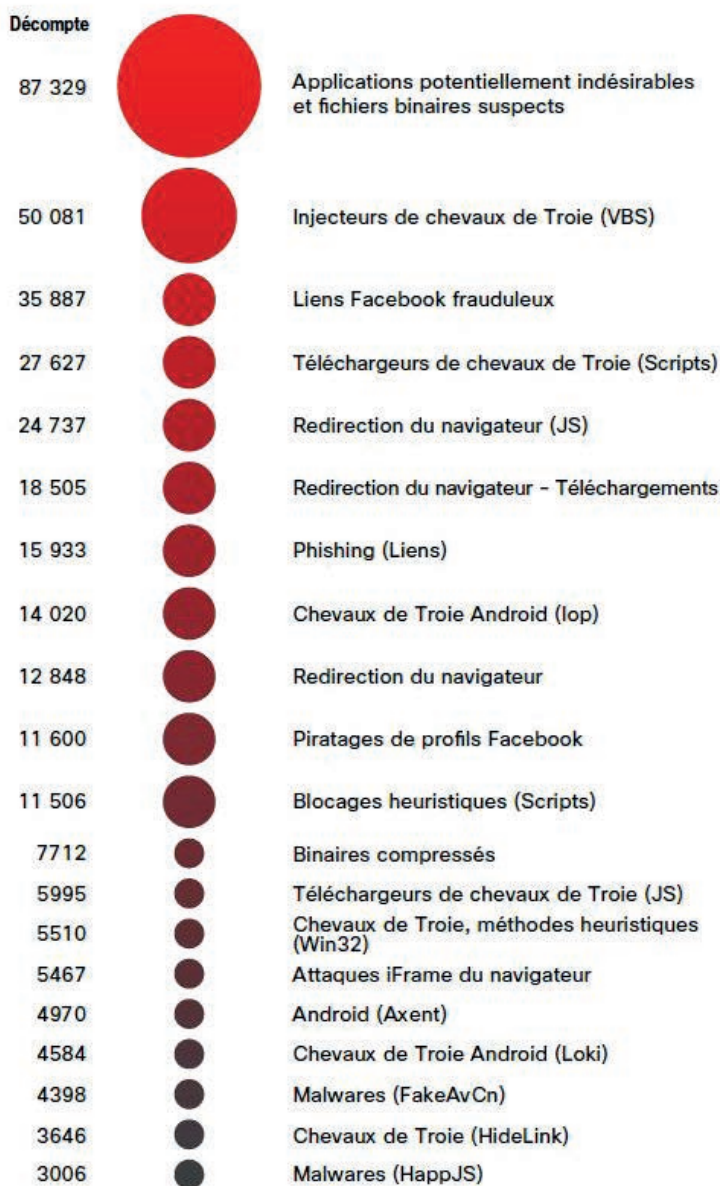 Décompte
87 329
Applications potentiellement indésirables
et fichiers binaires suspects
50 081
Injecteurs de chevaux de Troie (VBS)
35 887
Liens Facebook frauduleux
27 627
Téléchargeurs de chevaux de Troie (Scripts)
24 737
Redirection du navigateur (JS)
18 505
Redirection du navigateur – Téléchargements
15 933
Phishing (Liens)
14 020
Chevaux de Troie Android (Iop)
12 848
Redirection du navigateur
11 600
Piratages de profils Facebook
11 506
Blocages heuristiques (Scripts)
7712
Binaires compressés
5995
Téléchargeurs de chevaux de Troie (JS)
5510
Chevaux de Troie, méthodes heuristiques
(Win32)
5467
Attaques iFrame du navigateur
4970
Android (Axent)
4584
Chevaux de Troie Android (Loki)
4398
Malwares (FakeAvCn)
3646
Chevaux de Troie (HideLink)
3006
Malwares (HappJS)